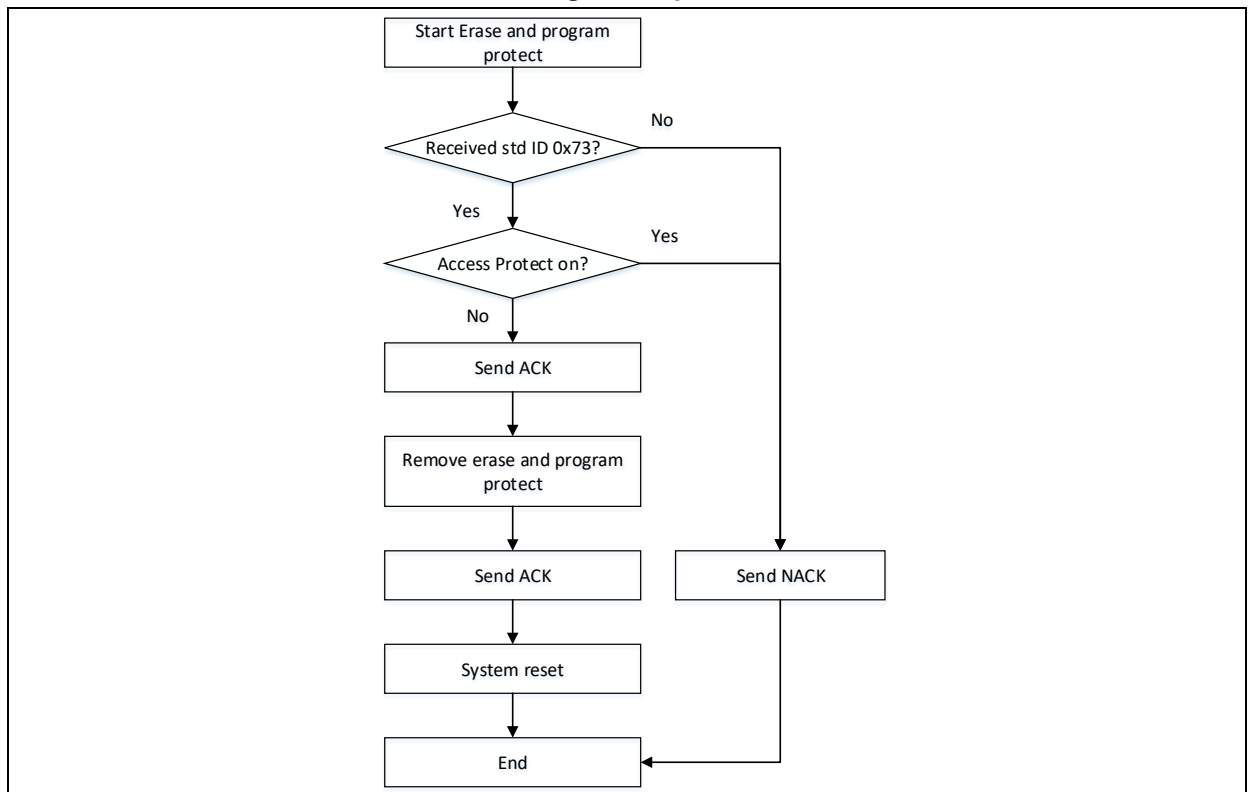 Start Erase and program
protect
No
Received std ID 0x73?
Yes
Yes
Access Protect on?
No
Send ACK
Remove erase and program
protect
Send ACK
Send NACK
System reset
End